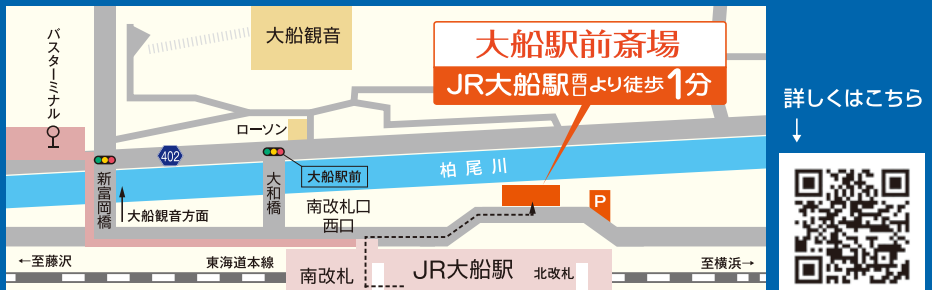 バスターミナル
大船観音
大船駅前斎場
JR大船駅西口より徒歩1分
ローソン
402
大船駅前
柏尾川
新富岡橋
大船観音方面
大和橋
南改札口
西口
P
←至藤沢
東海道本線
南改札
JR大船駅
北改札
至横浜→
詳しくはこちら
↓